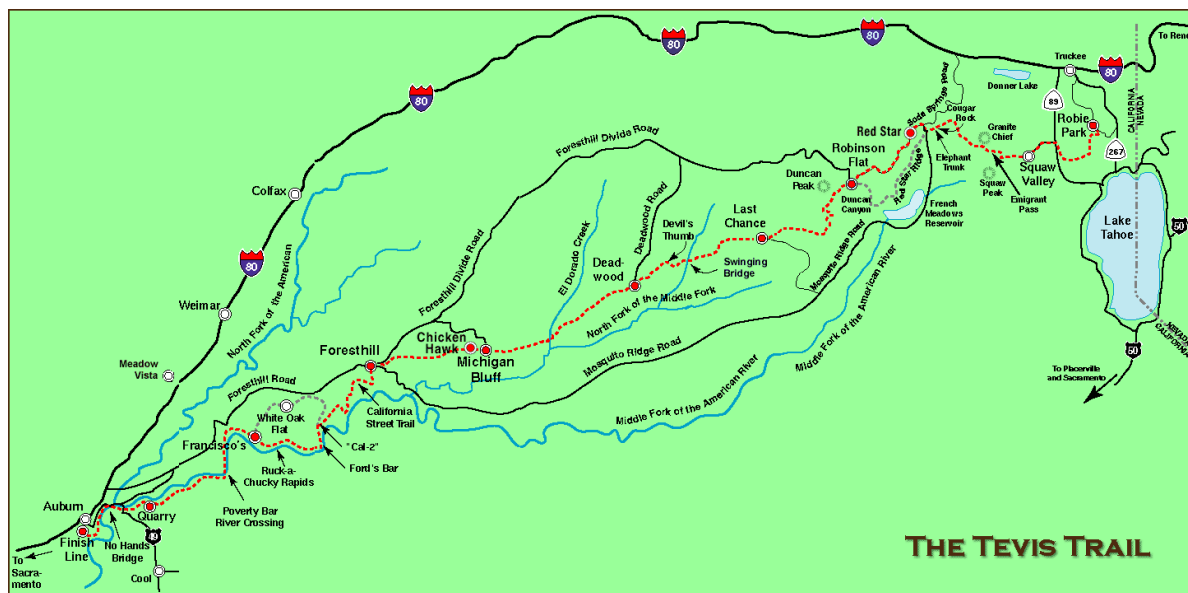 80
80
80
80
80
To Reno
Truckee
Donner Lake
89
CALIFORNIA
NEVADA
Soda Springs Road
Cougar
Rock
Robie
Park
267
Granite
Chief
Red Star
Elephant
Trunk
Squaw
Valley
Foresthill Divide Road
Robinson
Flat
Red Star Ridge
Duncan
Peak
Squaw
Peak
Emigrant
Pass
Colfax
Deadwood Road
Duncan
Canyon
French
Meadows
Reservoir
Last
Chance
Devil's
Thumb
Lake
Tahoe
50
El Dorado Creek
Foresthill Divide Road
North Fork of the American
80
Dead-
wood
Swinging
Bridge
Mosquito Ridge Road
Middle Fork of the American River
Weimar
North Fork of the Middle Fork
NEVADA
CALIFORNIA
50
Chicken
Hawk
Michigan
Bluff
Foresthill
Mosquito Ridge Road
Meadow
Vista
To Placerville
and Sacramento
Foresthill Road
White Oak
Flat
California
Street Trail
Middle Fork of the American River
Francisco's
"Cal-2"
Ford's Bar
Ruck-a-
Chucky Rapids
Auburn
Quarry
Poverty Bar
River Crossing
Finish
Line
No Hands
Bridge
49
To
Sacra-
mento
Cool
THE TEVIS TRAIL